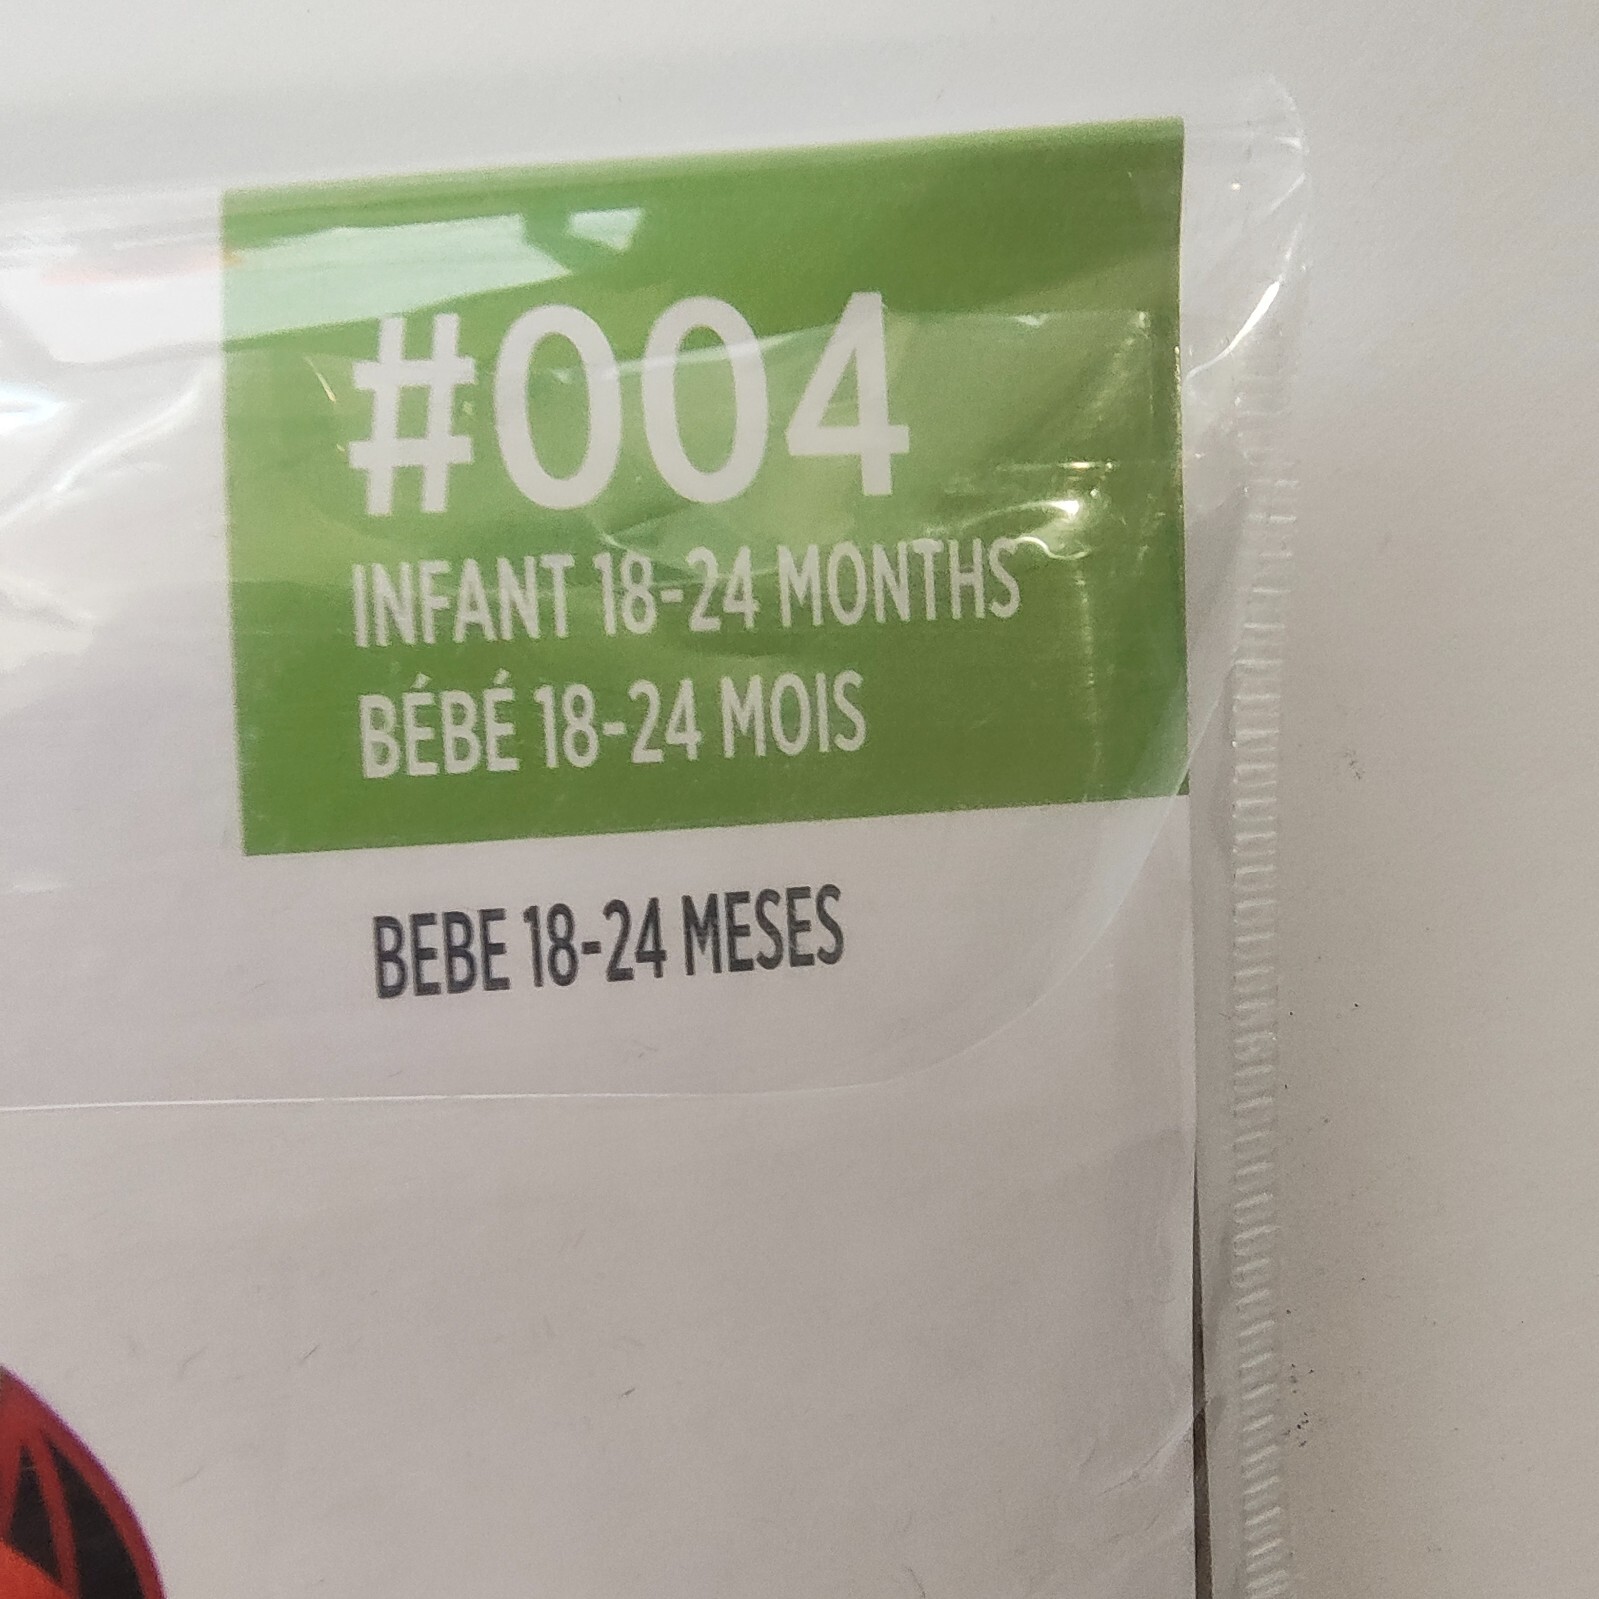 #004
INFANT 18-24 MONTHS
BÉBÉ 18-24 MOIS
BEBE 18-24 MESES